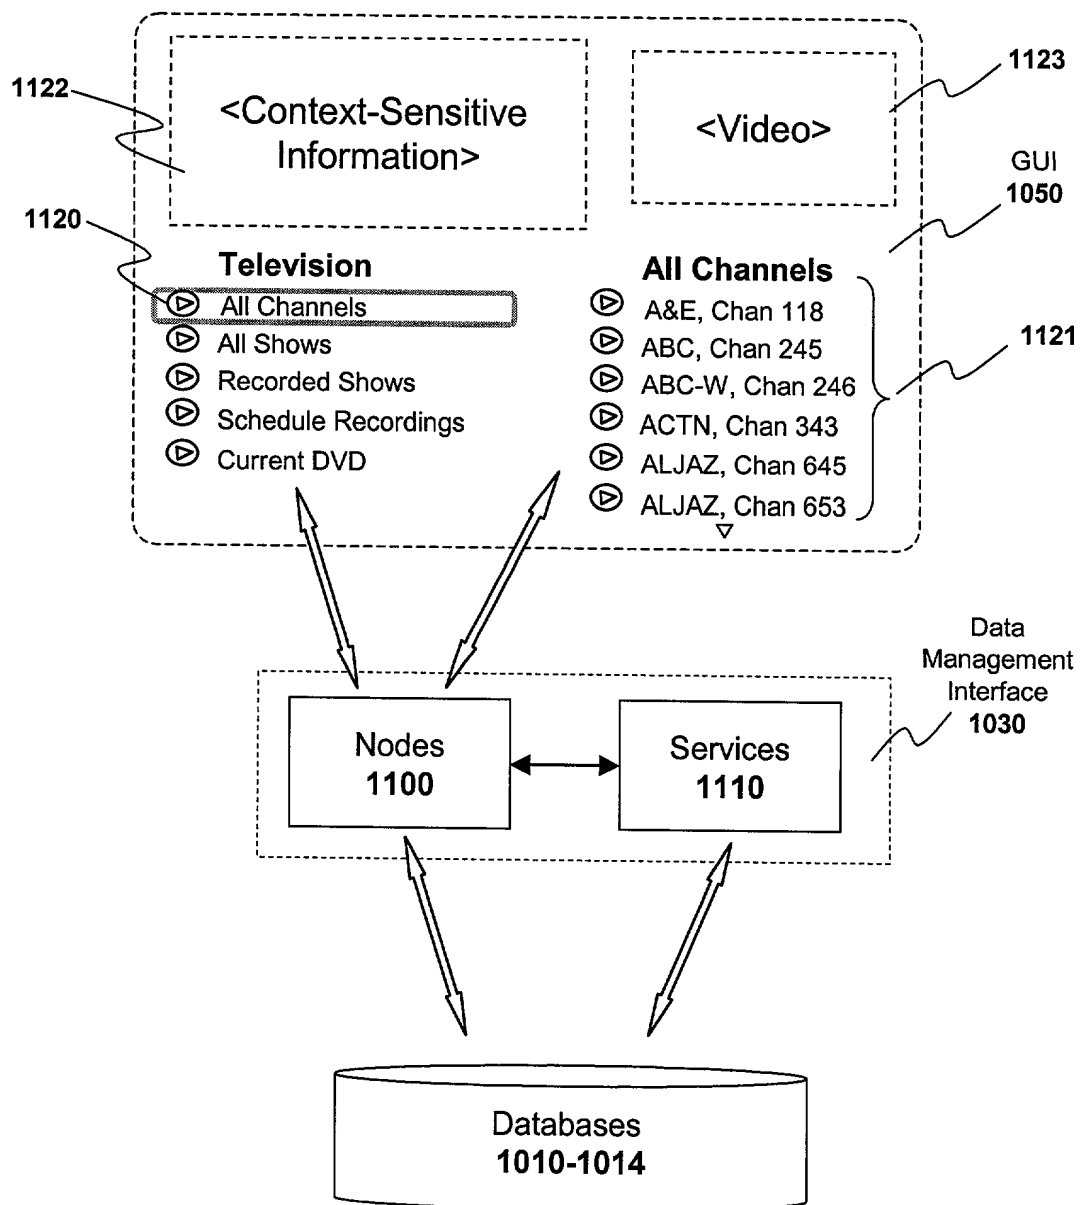 1122
<Context-Sensitive
Information>
<Video>
1123
GUI
1050
1120
Television
All Channels
All Shows
Recorded Shows
Schedule Recordings
Current DVD
All Channels
A&E, Chan 118
ABC, Chan 245
ABC-W, Chan 246
ACTN, Chan 343
ALJAZ, Chan 645
ALJAZ, Chan 653
1121
Data
Management
Interface
1030
Nodes
1100
Services
1110
Databases
1010-1014